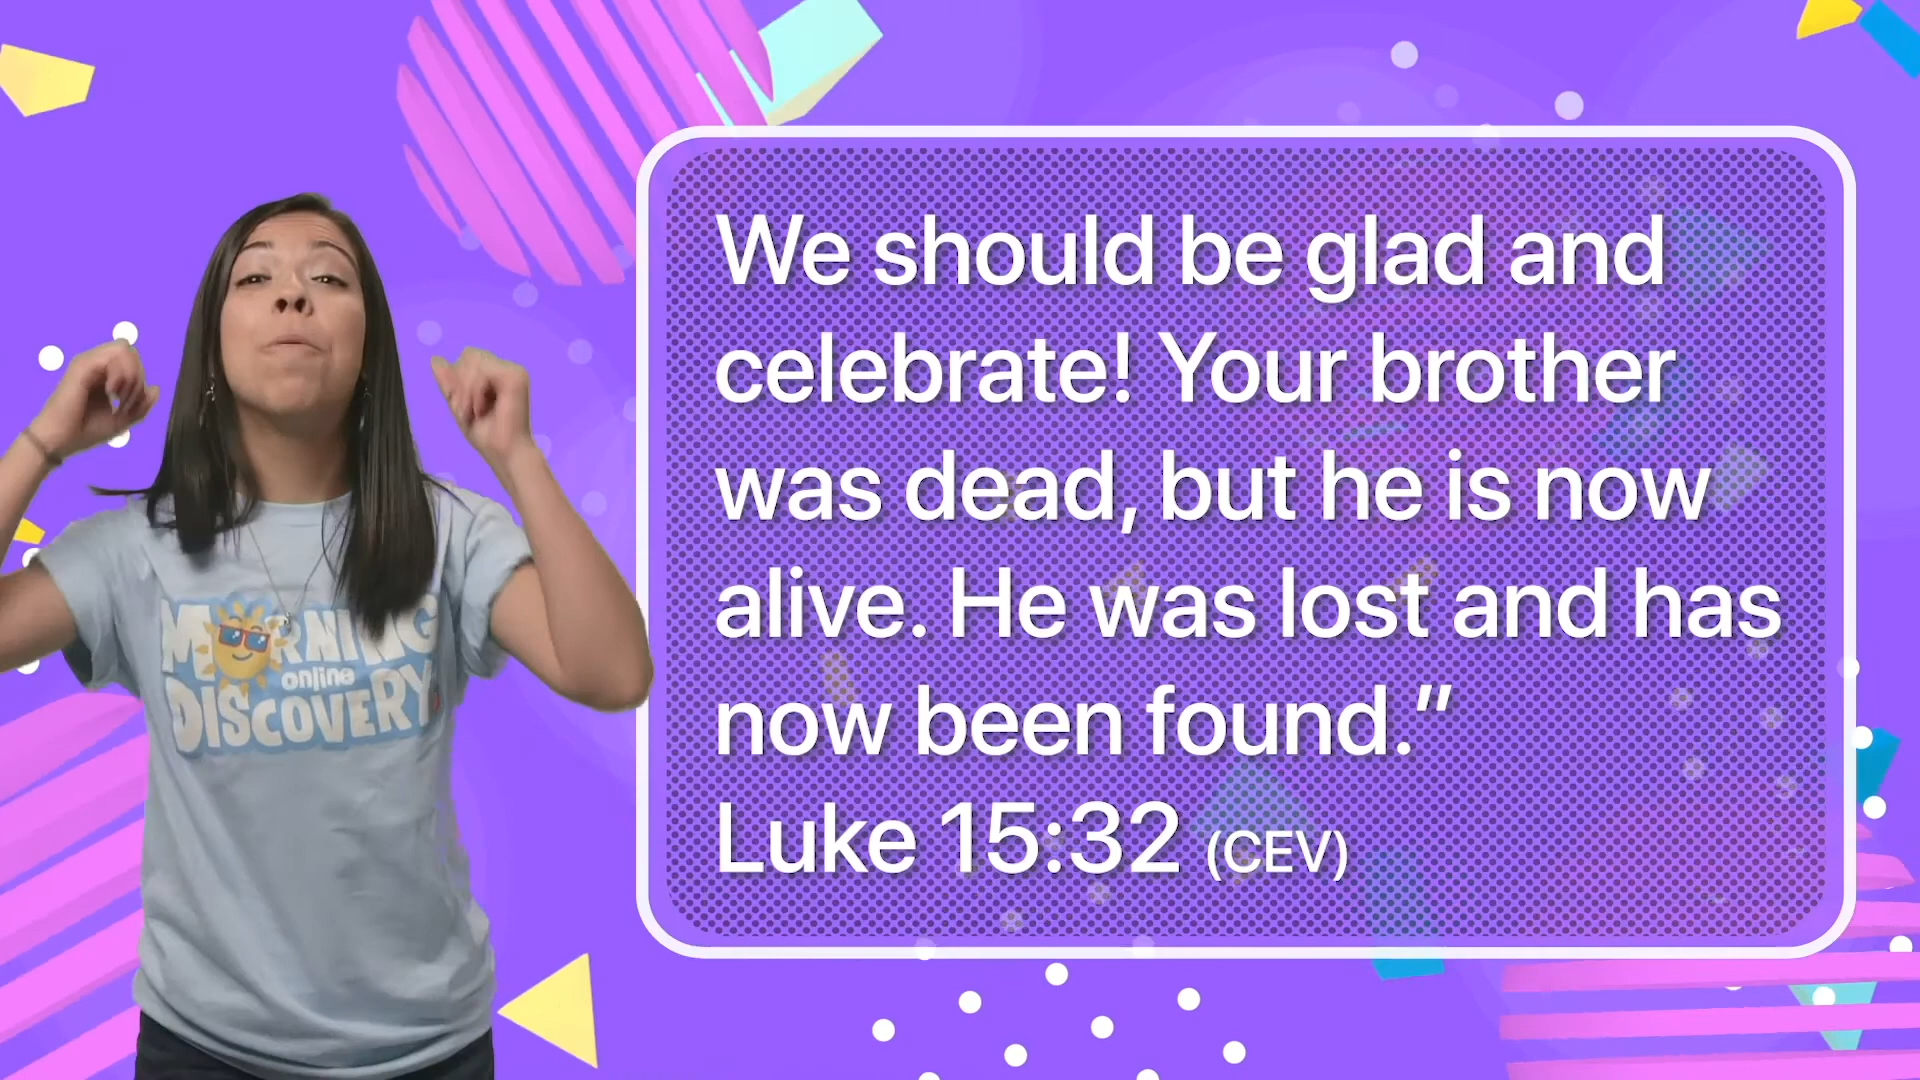 We should be glad and
celebrate! Your brother
was dead, but he is now
alive. He was lost and has
now been found.”
Luke 15:32 (CEV)
MORNING
online
DISCOVERY